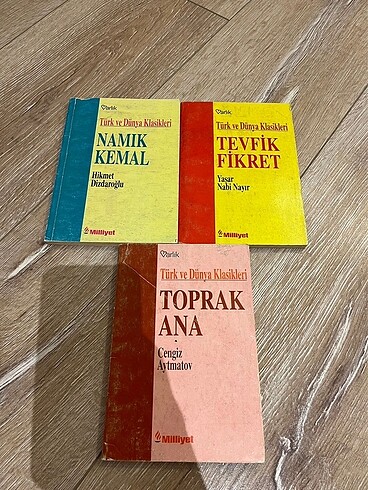 Varlık
Türk ve Dünya Klasikleri
NAMIK
KEMAL
Hikmet
Dizdaroğlu
Milliyet
Varlık
Türk ve Dünya Klasikleri
TEVFİK
FİKRET
Yaşar
Nabi Nayır
Milliyet
Varlık
Türk ve Dünya Klasikleri
TOPRAK
ANA
Cengiz
Aytmatov
Milliyet